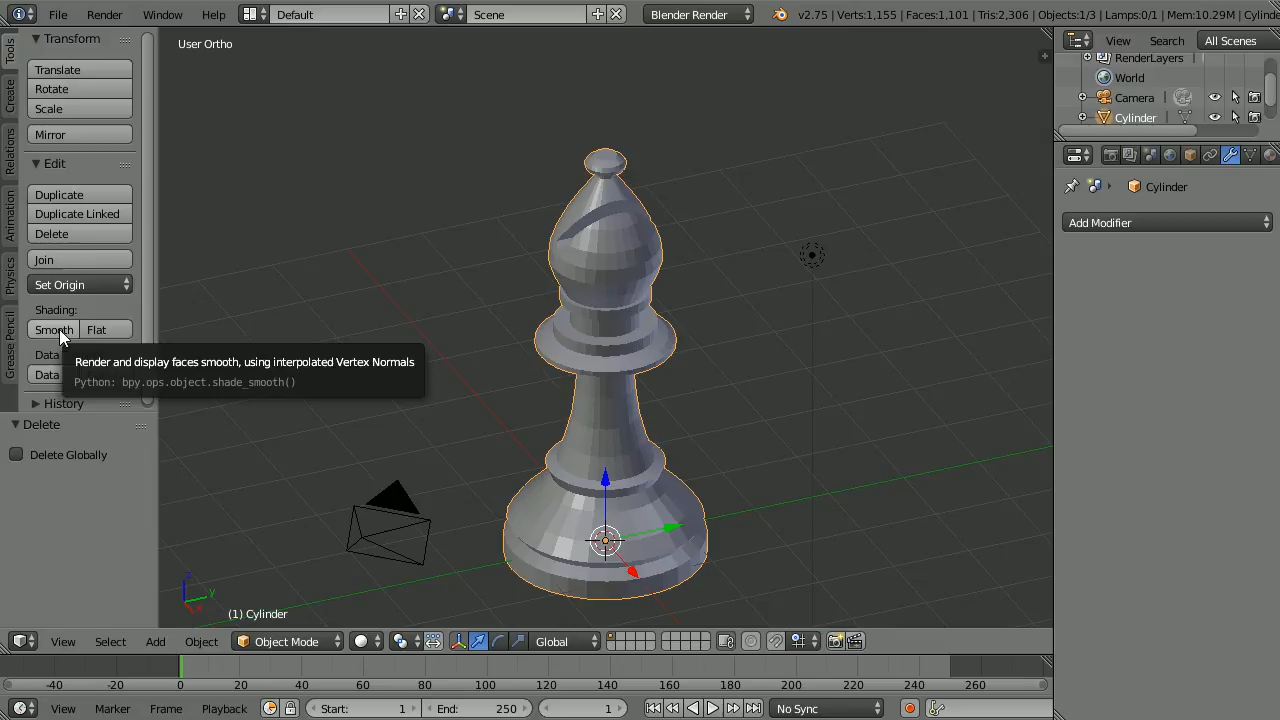 File Render Window Help Default Scene Blender Render v2.75 | Verts:1,155 | Faces:1,101 | Tris:2,306 | Objects:1/3 | Lamps:0/1 | Mem:10.29M | Cylinde
Tools
Create
Relations
Animation
Physics
Grease Pencil
Transform
Translate
Rotate
Scale
Mirror
Edit
Duplicate
Duplicate Linked
Delete
Join
Set Origin
Shading:
Smooth Flat
Data
Data
Render and display faces smooth, using interpolated Vertex Normals
Python: bpy.ops.object.shade_smooth()
History
Delete
Delete Globally
User Ortho
z
y
x
(1) Cylinder
View Search All Scenes
RenderLayers
World
Camera
Cylinder
Cylinder
Add Modifier
View Select Add Object Object Mode Global
-40 -20 0 20 40 60 80 100 120 140 160 180 200 220 240 260
View Marker Frame Playback Start: 1 End: 250 1 No Sync